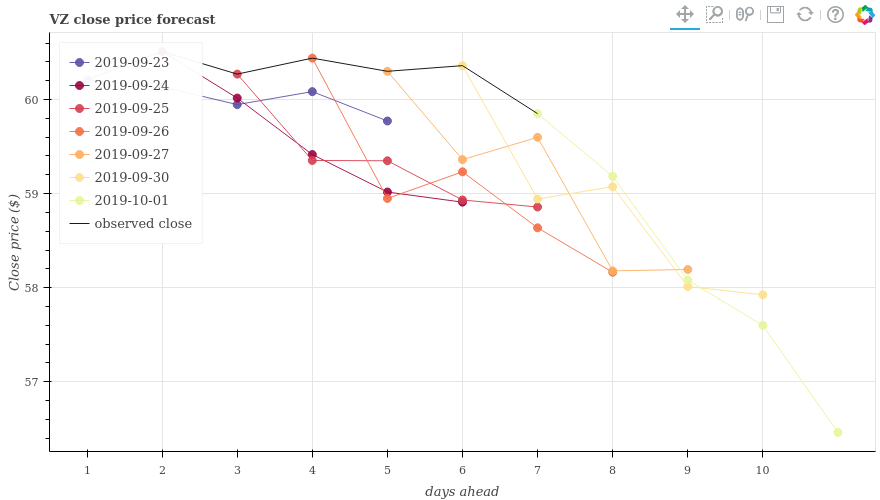 VZ close price forecast
2019-09-23
2019-09-24
2019-09-25
2019-09-26
2019-09-27
2019-09-30
2019-10-01
observed close
60
59
58
57
Close price ($)
1 2 3 4 5 6 7 8 9 10
days ahead